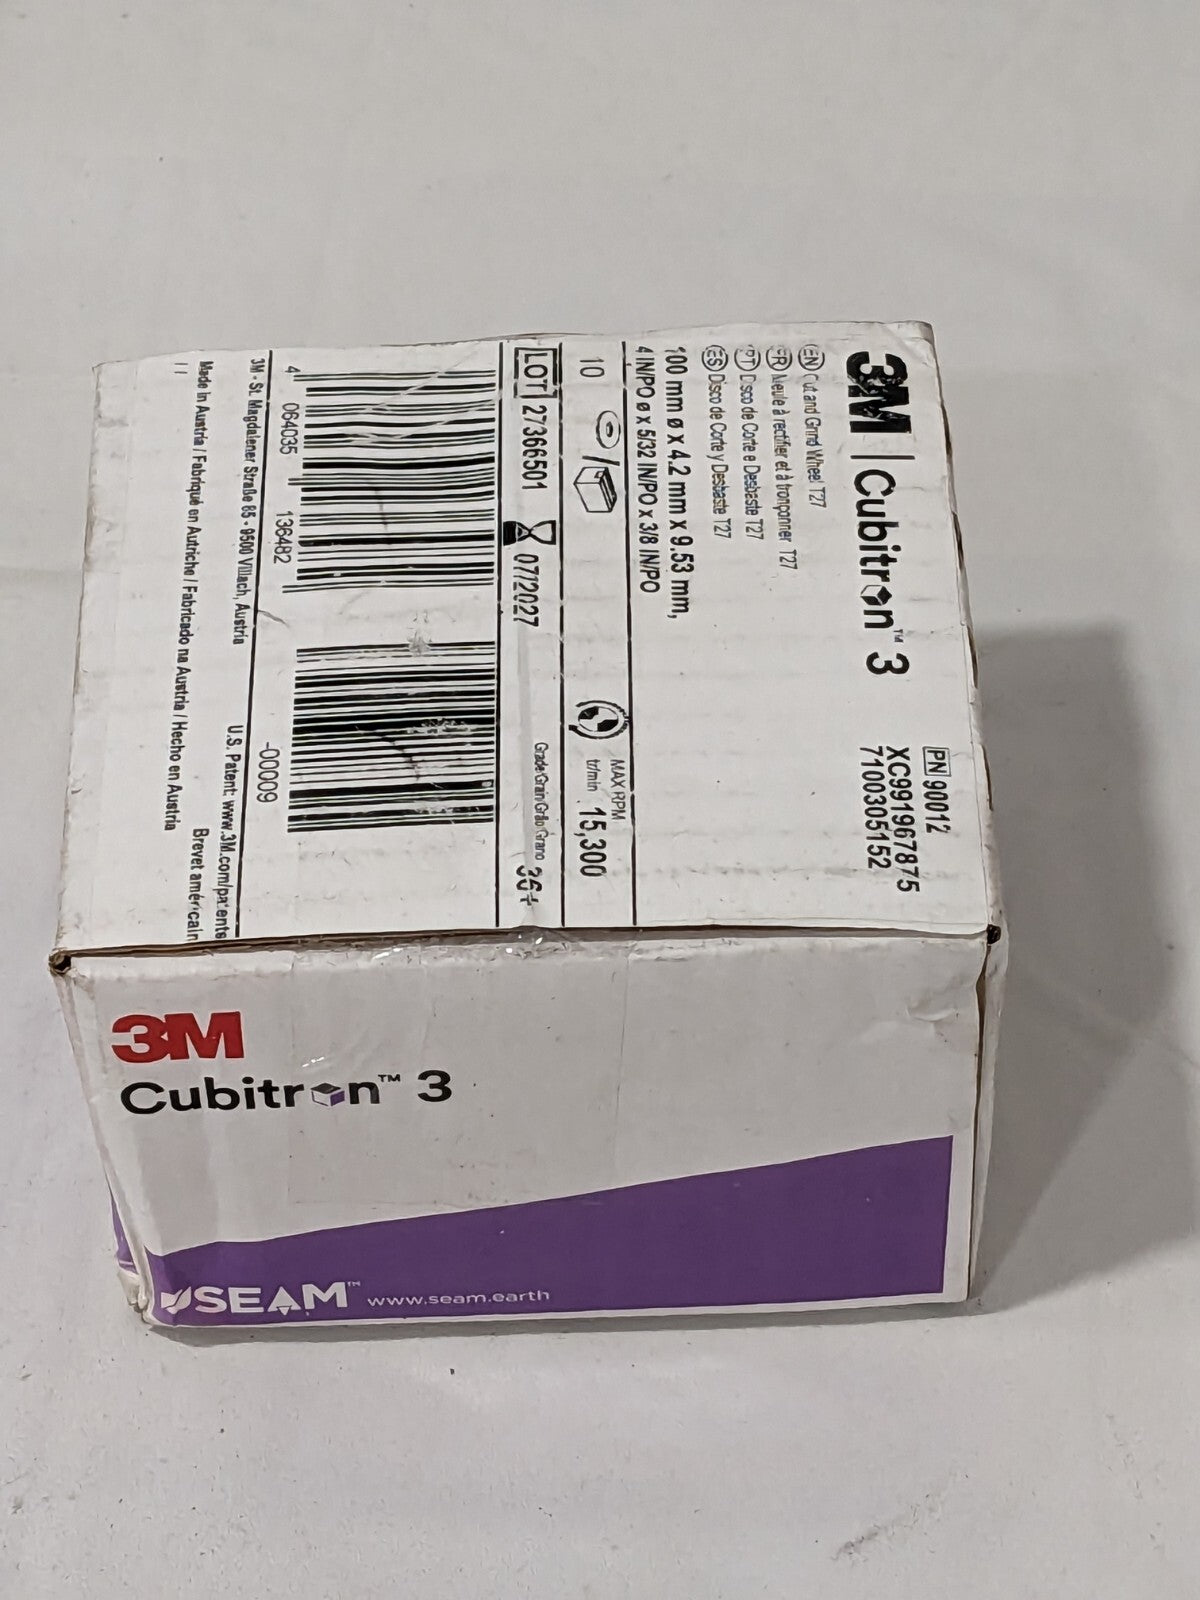 3M | Cubitron™ 3
PN 90012
XC991967875
7100305152
EN Cut and Grind Wheel T27
FR Meule à rectifier et à tronçonner T27
PT Disco de Corte e Desbaste T27
ES Disco de Corte y Desbaste T27
100 mm ø x 4.2 mm x 9.53 mm,
4 IN/PO ø x 5/32 IN/PO x 3/8 IN/PO
10 /
MAX RPM
tr/min 15,300
LOT 27366501 07/2027
Grade/Grain/Grão/Grano 36+
4 064035 136482
-00009
3M - St. Magdalener Straße 85 - 9500 Villach, Austria
U.S. Patent: www.3M.com/patents
Made in Austria / Fabriqué en Autriche / Fabricado na Austria / Hecho en Austria
Brevet américain
/ /
3M
Cubitron™ 3
SEAM™ www.seam.earth